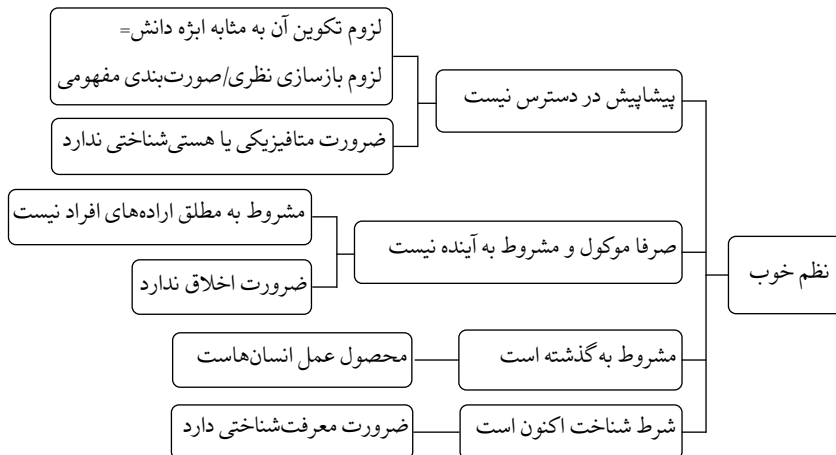 نظم خوب
پیشاپیش در دسترس نیست
لزوم تکوین آن به مثابه ابژه دانش=
لزوم بازسازی نظری/صورت‌بندی مفهومی
ضرورت متافیزیکی یا هستی‌شناختی ندارد
صرفا موکول و مشروط به آینده نیست
مشروط به مطلق اراده‌های افراد نیست
ضرورت اخلاق ندارد
مشروط به گذشته است
محصول عمل انسان‌هاست
شرط شناخت اکنون است
ضرورت معرفت‌شناختی دارد